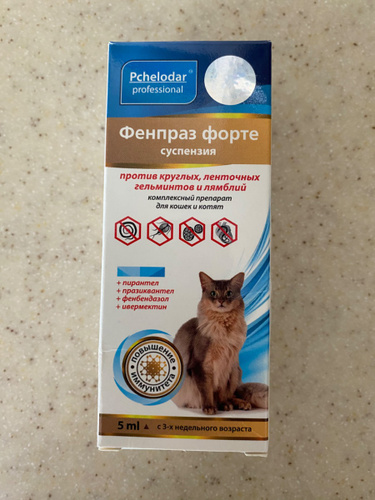 Pchelodar
professional
Фенпраз форте
суспензия
против круглых, ленточных
гельминтов и лямблий
комплексный препарат
для кошек и котят
+ пирантел
+ празиквантел
+ фенбендазол
+ ивермектин
повышение
иммунитета
5 ml
с 3-х недельного возраста